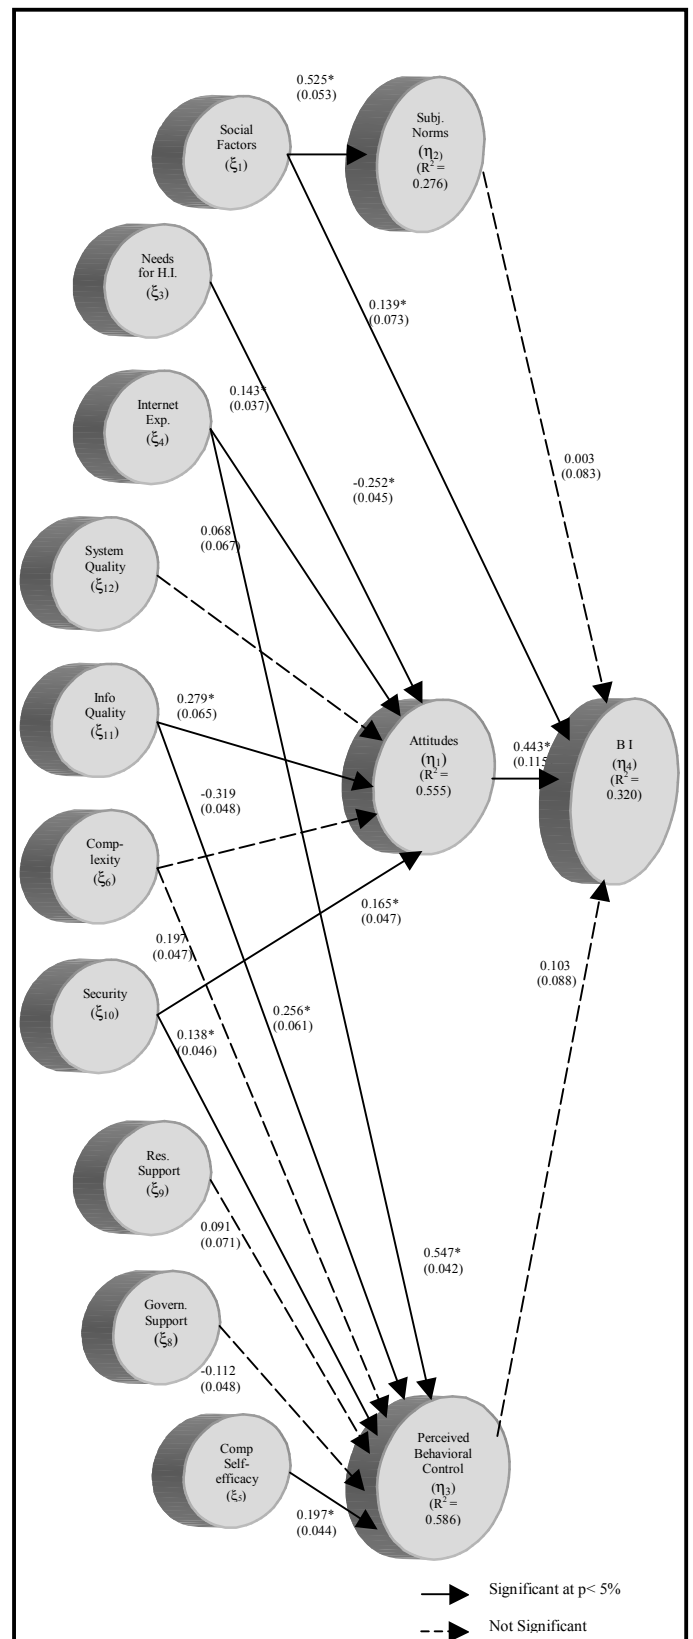 0.525*
(0.053)
Social
Factors
(ξ1)
Subj.
Norms
(η2)
(R2 =
0.276)
Needs
for H.I.
(ξ3)
0.139*
(0.073)
Internet
Exp.
(ξ4)
0.143*
(0.037)
0.003
(0.083)
-0.252*
(0.045)
System
Quality
(ξ12)
0.068
(0.067)
Info
Quality
(ξ11)
0.279*
(0.065)
Attitudes
(η1)
(R2 =
0.555)
0.443*
(0.115
B I
(η4)
(R2 =
0.320)
-0.319
(0.048)
Comp-
lexity
(ξ6)
0.165*
(0.047)
0.197
(0.047)
0.103
(0.088)
Security
(ξ10)
0.256*
(0.061)
0.138*
(0.046)
Res.
Support
(ξ9)
0.091
(0.071)
0.547*
(0.042)
Govern.
Support
(ξ8)
-0.112
(0.048)
Comp
Self-
efficacy
(ξ5)
Perceived
Behavioral
Control
(η3)
(R2 =
0.586)
0.197*
(0.044)
Significant at p< 5%
Not Significant